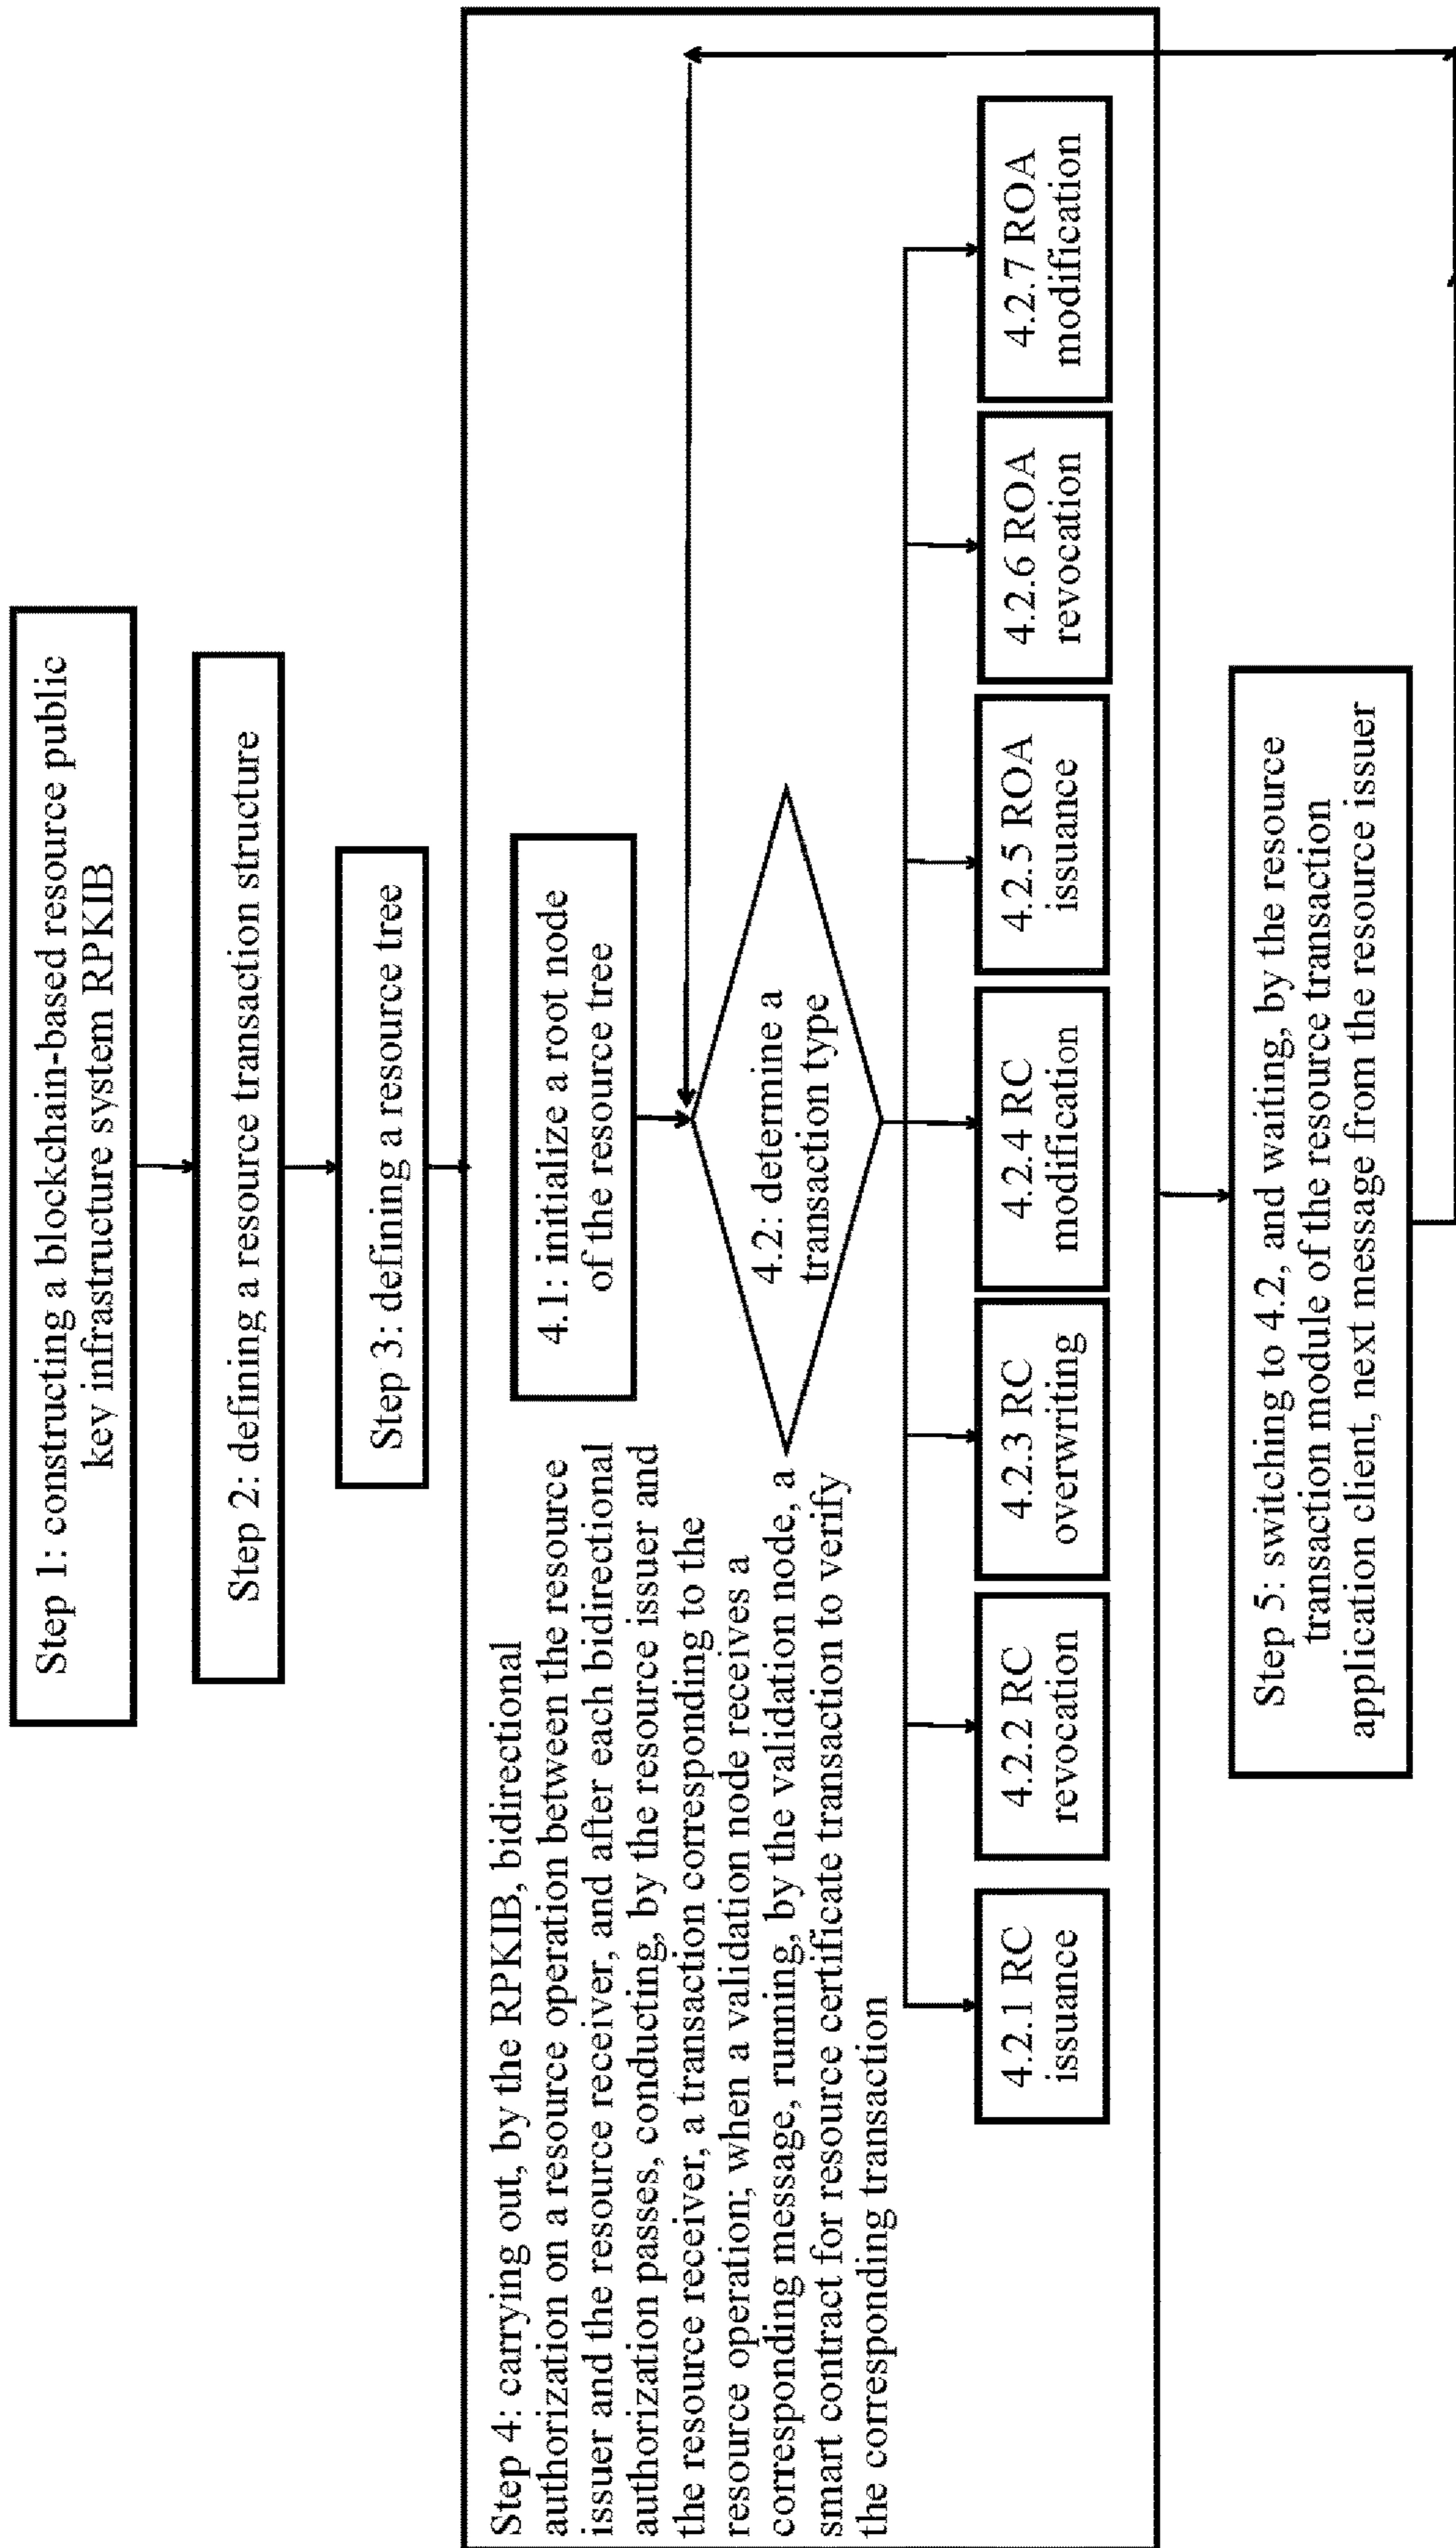 Step 1: constructing a blockchain-based resource public
key infrastructure system RPKIB
Step 2: defining a resource transaction structure
Step 3: defining a resource tree
Step 4: carrying out, by the RPKIB, bidirectional
authorization on a resource operation between the resource
issuer and the resource receiver, and after each bidirectional
authorization passes, conducting, by the resource issuer and
the resource receiver, a transaction corresponding to the
resource operation; when a validation node receives a
corresponding message, running, by the validation node, a
smart contract for resource certificate transaction to verify
the corresponding transaction
4.1: initialize a root node
of the resource tree
4.2: determine a
transaction type
4.2.1 RC
issuance
4.2.2 RC
revocation
4.2.3 RC
overwriting
4.2.4 RC
modification
4.2.5 ROA
issuance
4.2.6 ROA
revocation
4.2.7 ROA
modification
Step 5: switching to 4.2, and waiting, by the resource
transaction module of the resource transaction
application client, next message from the resource issuer